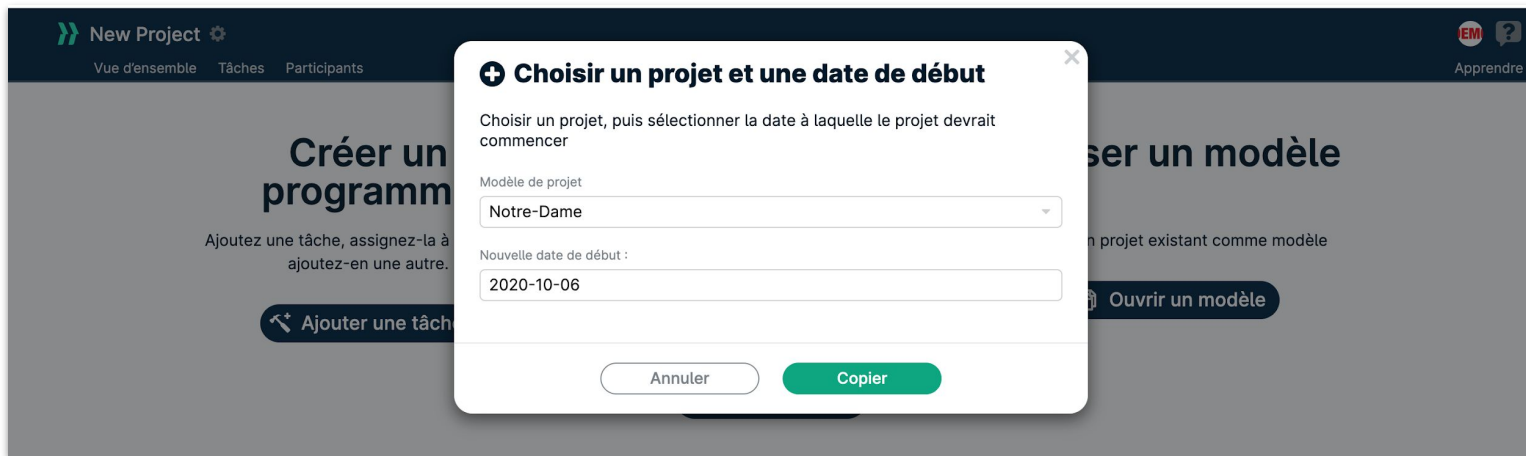 New Project
Vue d'ensemble Tâches Participants
Apprendre
Choisir un projet et une date de début
Choisir un projet, puis sélectionner la date à laquelle le projet devrait
commencer
Modèle de projet
Notre-Dame
Nouvelle date de début :
2020-10-06
Annuler
Copier
Créer un
programm
Ajoutez une tâche, assignez-la à
ajoutez-en une autre.
Ajouter une tâch
ser un modèle
projet existant comme modèle
Ouvrir un modèle